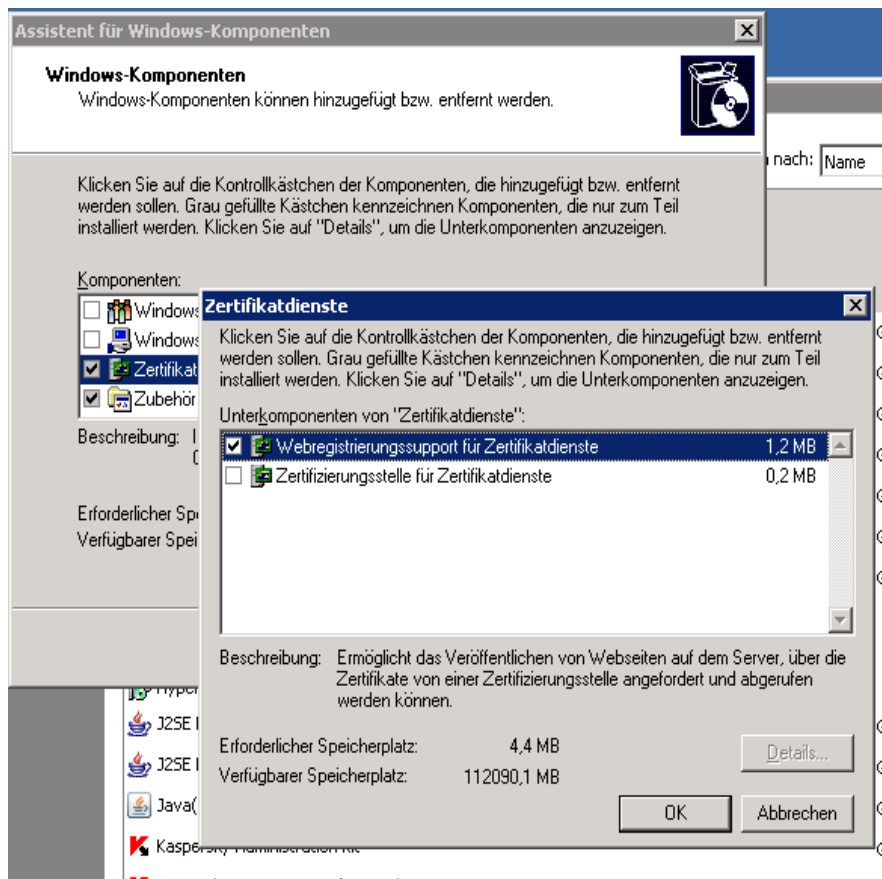 Assistent für Windows-Komponenten
Windows-Komponenten
Windows-Komponenten können hinzugefügt bzw. entfernt werden.
nach: Name
Klicken Sie auf die Kontrollkästchen der Komponenten, die hinzugefügt bzw. entfernt
werden sollen. Grau gefüllte Kästchen kennzeichnen Komponenten, die nur zum Teil
installiert werden. Klicken Sie auf "Details", um die Unterkomponenten anzuzeigen.
Komponenten:
Windows
Windows
Zertifikat
Zubehör
Beschreibung:
Erforderlicher
Verfügbarer
Zertifikatdienste
Klicken Sie auf die Kontrollkästchen der Komponenten, die hinzugefügt bzw. entfernt
werden sollen. Grau gefüllte Kästchen kennzeichnen Komponenten, die nur zum Teil
installiert werden. Klicken Sie auf "Details", um die Unterkomponenten anzuzeigen.
Unterkomponenten von "Zertifikatdienste":
Webregistrierungssupport für Zertifikatdienste 1,2 MB
Zertifizierungsstelle für Zertifikatdienste 0,2 MB
Beschreibung: Ermöglicht das Veröffentlichen von Webseiten auf dem Server, über die
Zertifikate von einer Zertifizierungsstelle angefordert und abgerufen
werden können.
Erforderlicher Speicherplatz: 4,4 MB
Details...
Verfügbarer Speicherplatz: 112090,1 MB
OK Abbrechen
J2SE
J2SE
Java(